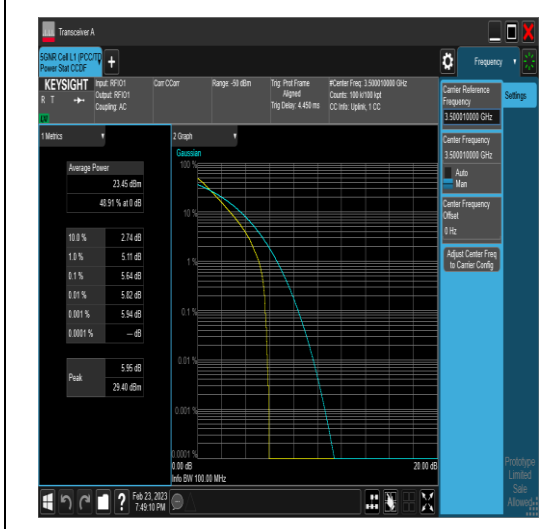 Transceiver A
5GNR Cell L1 (PCC/T)
Power Stat CCDF
+
Frequency
KEYSIGHT
R T
LV
Input: RFIO1
Output: RFIO1
Coupling: AC
Corr CCorr
Range: -50 dBm
Trig: Prot Frame
Aligned
Trig Delay: 4.450 ms
#Center Freq: 3.500010000 GHz
Counts: 100 k/100 kpt
CC Info: Uplink, 1 CC
Carrier Reference
Frequency
3.500010000 GHz
Settings
Center Frequency
3.500010000 GHz
Auto
Man
Center Frequency
Offset
0 Hz
Adjust Center Freq
to Carrier Config
1 Metrics
Average Power
23.45 dBm
48.91 % at 0 dB
10.0 % 2.74 dB
1.0 % 5.11 dB
0.1 % 5.64 dB
0.01 % 5.82 dB
0.001 % 5.94 dB
0.0001 % --- dB
Peak
5.95 dB
29.40 dBm
2 Graph
Gaussian
100 %
10 %
1 %
0.1 %
0.01 %
0.001 %
0.0001 %
0.00 dB
20.00 dB
Info BW 100.00 MHz
?
Feb 23, 2023
7:49:10 PM
Prototype
Limited
Sale
Allowed